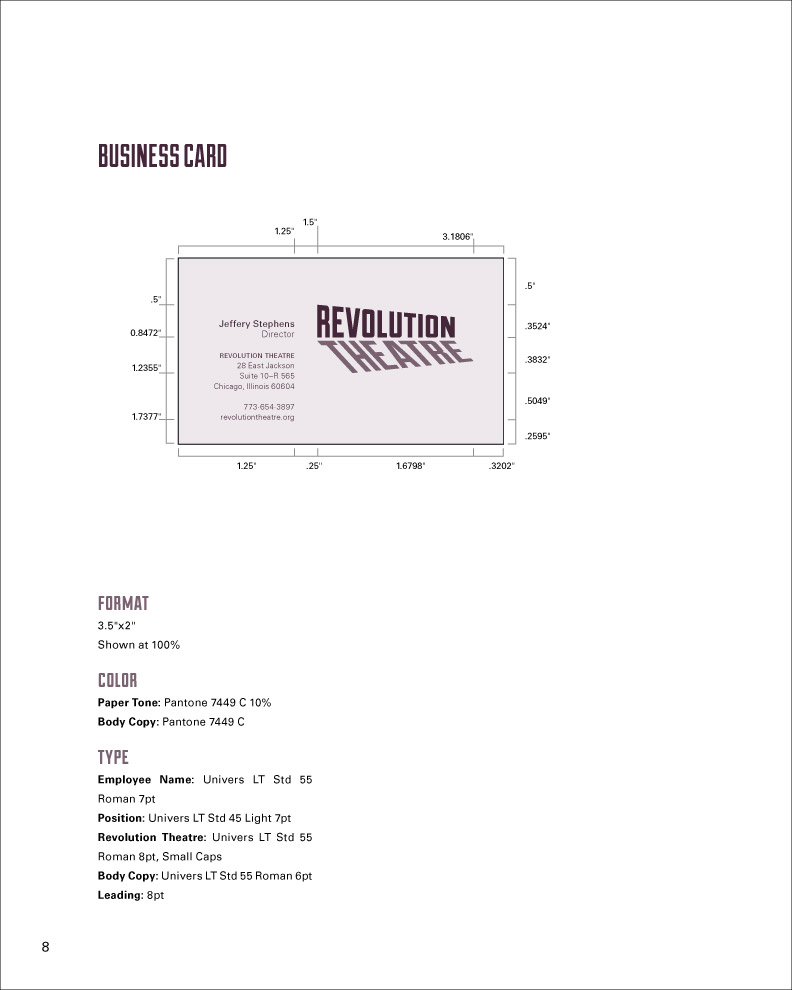 BUSINESS CARD
1.5"
1.25"
3.1806"
.5"
0.8472"
1.2355"
1.7377"
Jeffery Stephens
Director
REVOLUTION THEATRE
28 East Jackson
Suite 10–R 565
Chicago, Illinois 60604
773-654-3897
revolutiontheatre.org
REVOLUTION
THEATRE
.5"
.3524"
.3832"
.5049"
.2595"
1.25"
.25"
1.6798"
.3202"
FORMAT
3.5"x2"
Shown at 100%
COLOR
Paper Tone: Pantone 7449 C 10%
Body Copy: Pantone 7449 C
TYPE
Employee Name: Univers LT Std 55
Roman 7pt
Position: Univers LT Std 45 Light 7pt
Revolution Theatre: Univers LT Std 55
Roman 8pt, Small Caps
Body Copy: Univers LT Std 55 Roman 6pt
Leading: 8pt
8